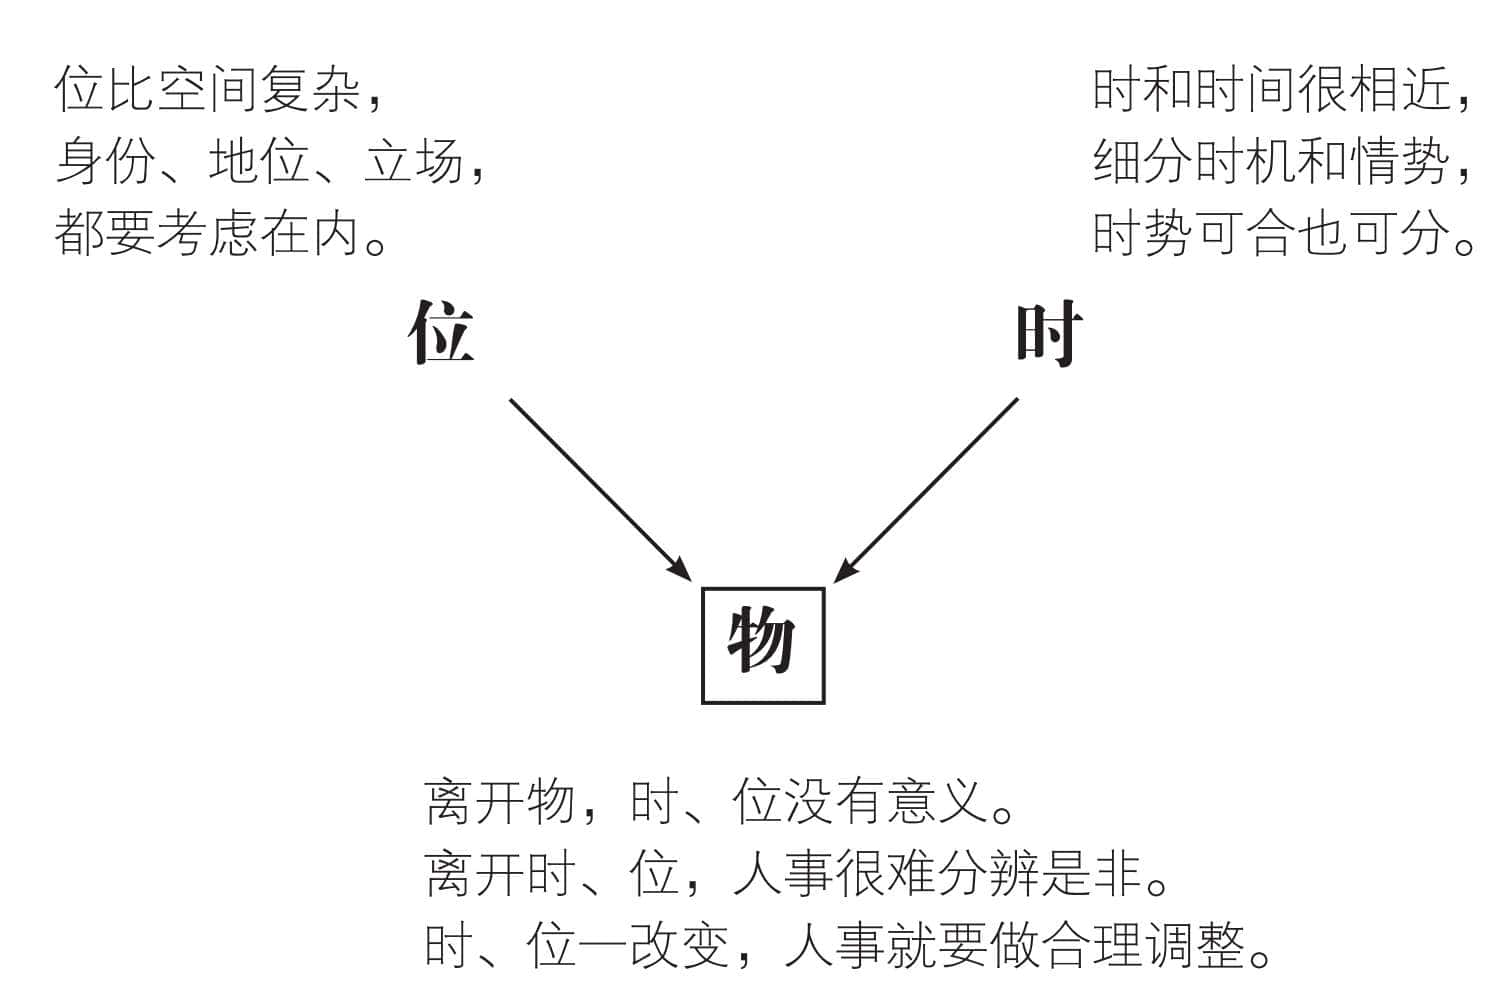 位比空间复杂，
身份、地位、立场，
都要考虑在内。
时和时间很相近，
细分时机和情势，
时势可合也可分。
位
时
物
离开物，时、位没有意义。
离开时、位，人事很难分辨是非。
时、位一改变，人事就要做合理调整。